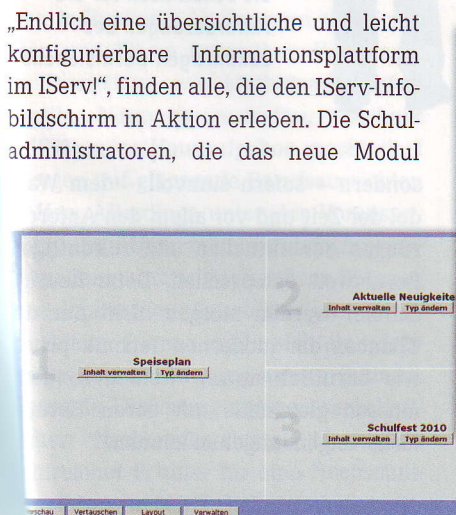 „Endlich eine übersichtliche und leicht
konfigurierbare Informationsplattform
im IServ!“, finden alle, die den IServ-Info-
bildschirm in Aktion erleben. Die Schul-
administratoren, die das neue Modul
2
Aktuelle Neuigkeite
Inhalt verwalten Typ ändern
1
Speiseplan
Inhalt verwalten Typ ändern
3
Schulfest 2010
Inhalt verwalten Typ ändern
rschau Vertauschen Layout Verwalten